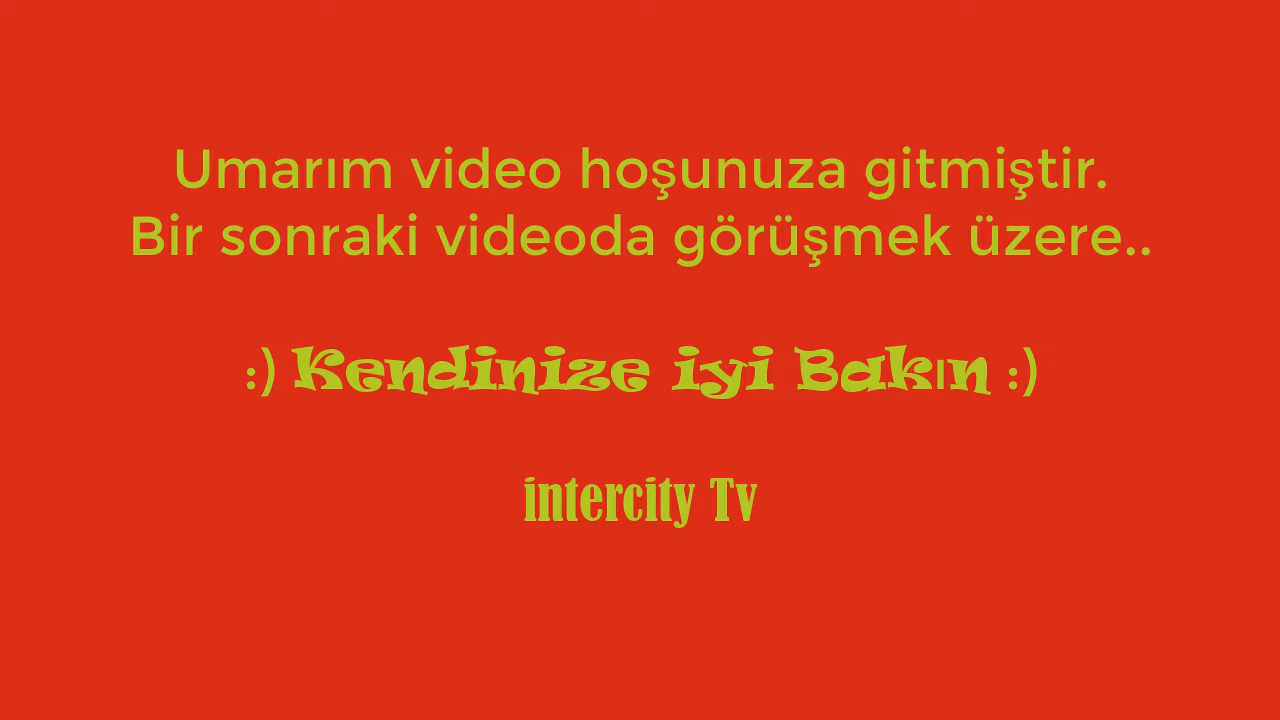 Umarım video hoşunuza gitmiştir.
Bir sonraki videoda görüşmek üzere..
:) Kendinize iyi Bakın :)
intercity Tv